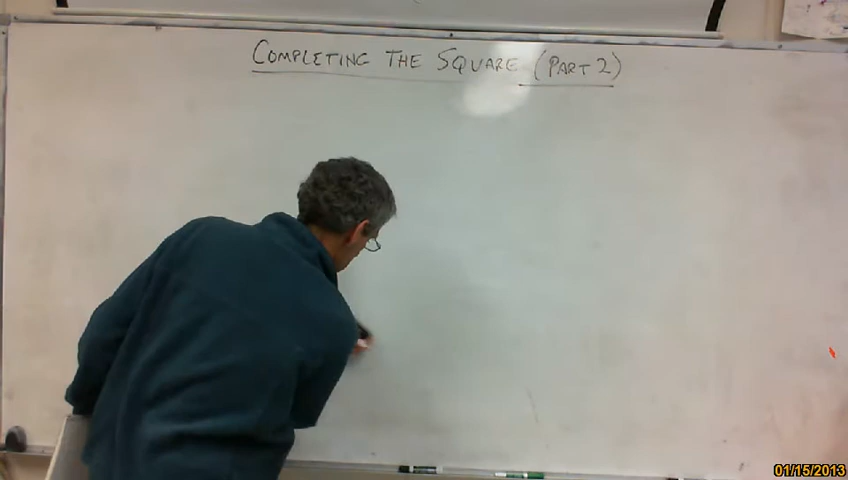 COMPLETING THE SQUARE (PART 2)
01/15/2013